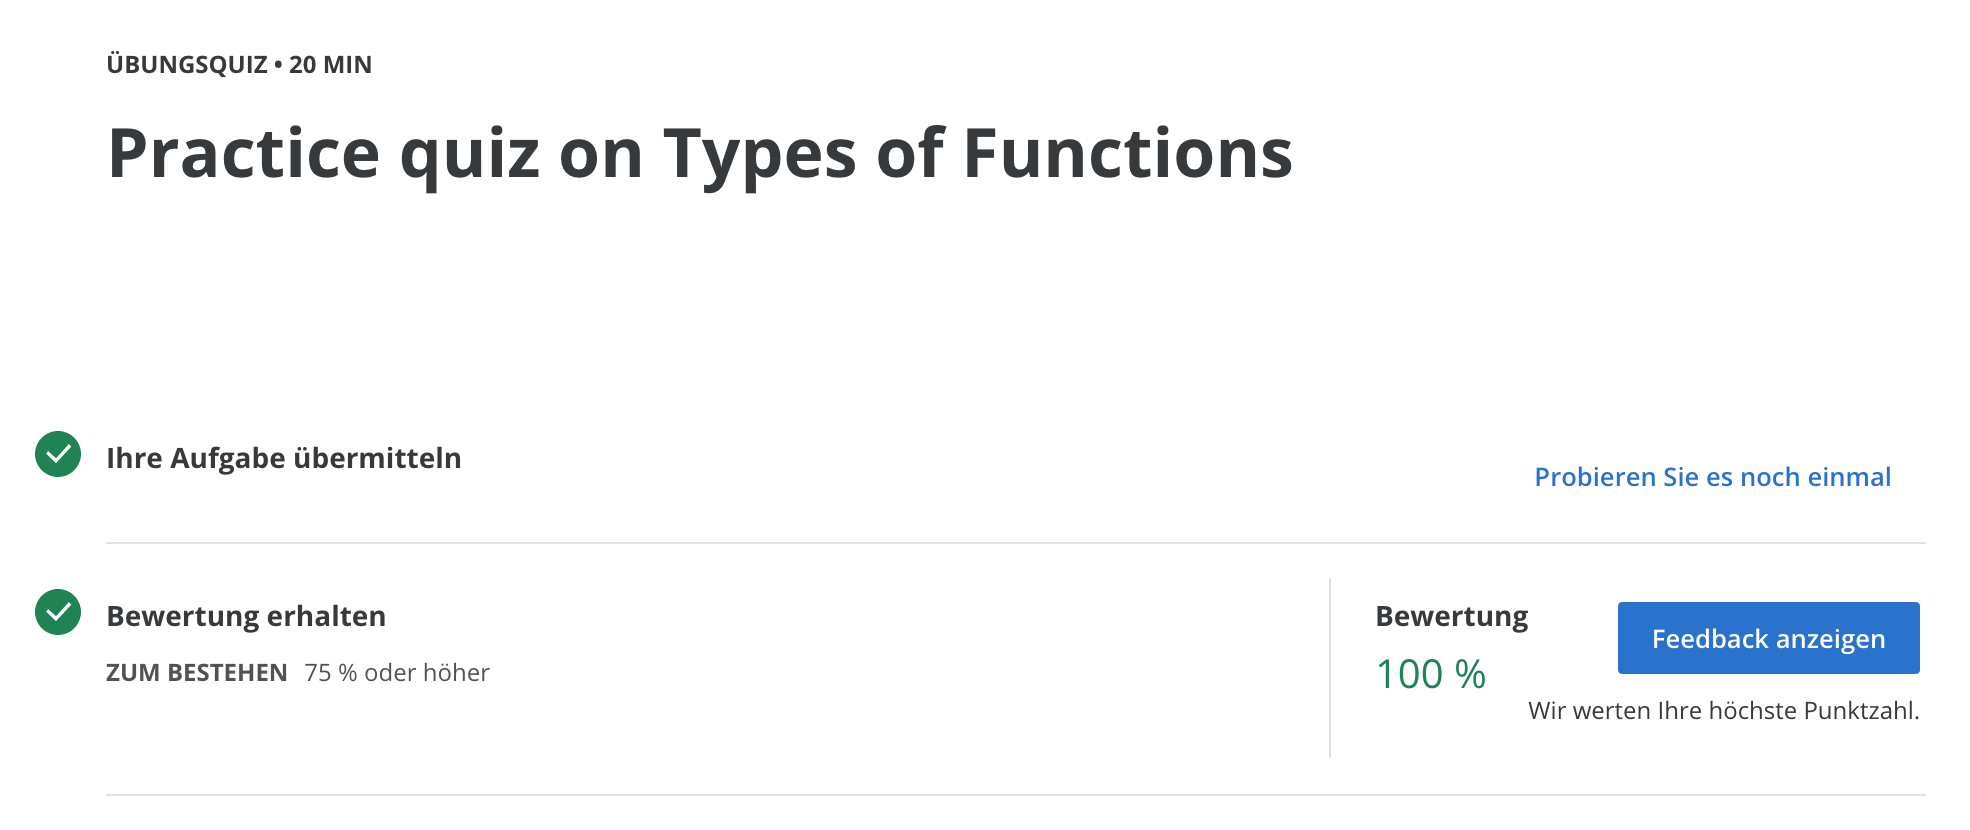 ÜBUNGSQUIZ • 20 MIN
Practice quiz on Types of Functions
Ihre Aufgabe übermitteln
Probieren Sie es noch einmal
Bewertung erhalten
ZUM BESTEHEN 75 % oder höher
Bewertung
100 %
Feedback anzeigen
Wir werten Ihre höchste Punktzahl.